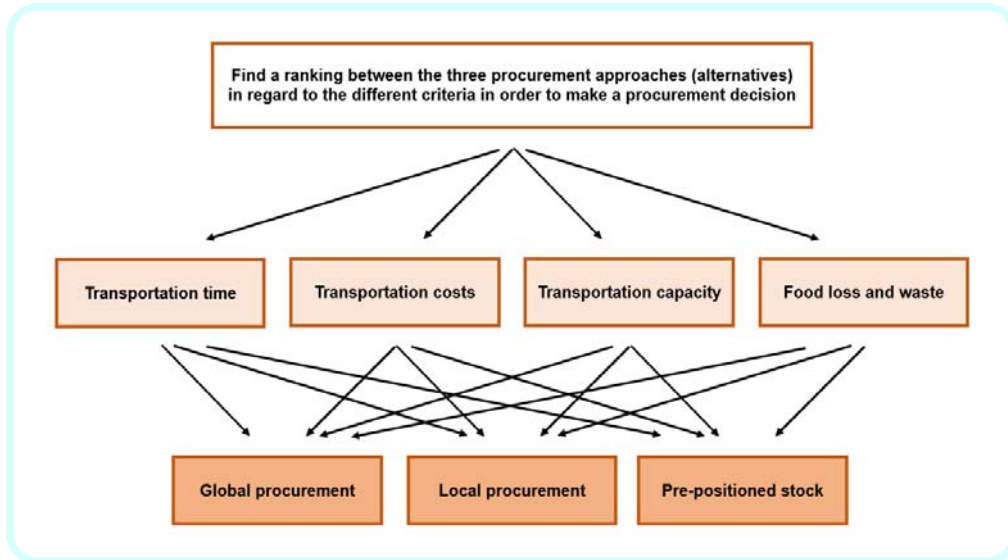 Find a ranking between the three procurement approaches (alternatives)
in regard to the different criteria in order to make a procurement decision
Transportation time
Transportation costs
Transportation capacity
Food loss and waste
Global procurement
Local procurement
Pre-positioned stock